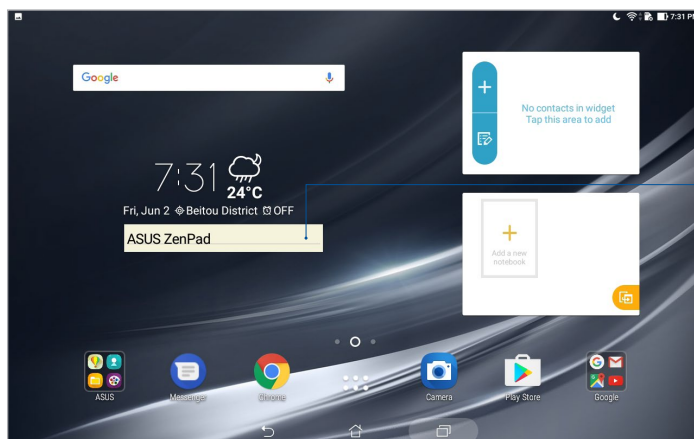 7:31 PM
Google
No contacts in widget
Tap this area to add
7:31
24°C
Fri, Jun 2 Beitou District OFF
ASUS ZenPad
Add a new
notebook
ASUS
Messenger
Chrome
Camera
Play Store
Google